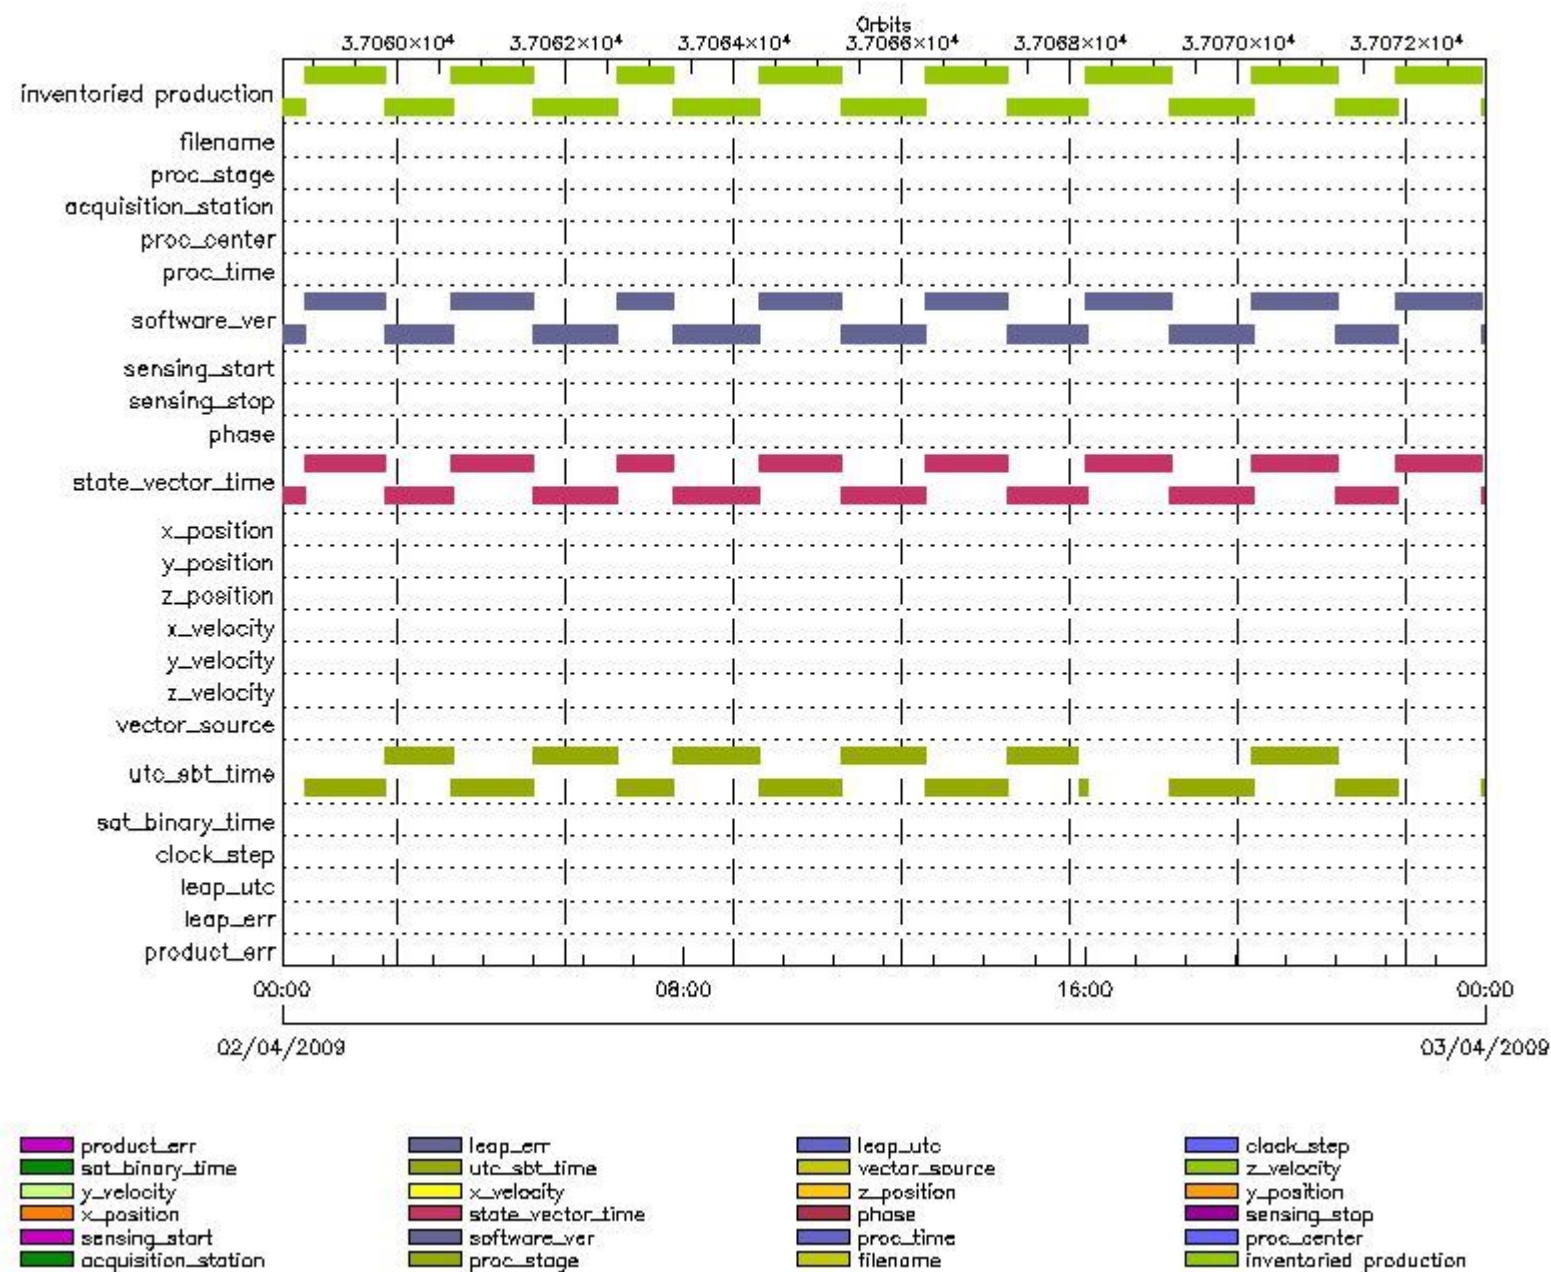 Orbits
3.7060×10⁴ 3.7062×10⁴ 3.7064×10⁴ 3.7066×10⁴ 3.7068×10⁴ 3.7070×10⁴ 3.7072×10⁴
inventoried production
filename
proc_stage
acquisition_station
proc_center
proc_time
software_ver
sensing_start
sensing_stop
phase
state_vector_time
x_position
y_position
z_position
x_velocity
y_velocity
z_velocity
vector_source
utc_sbt_time
sat_binary_time
clock_step
leap_utc
leap_err
product_err
00:00 08:00 16:00 00:00
02/04/2009 03/04/2009
product_err leap_err leap_utc clock_step
sat_binary_time utc_sbt_time vector_source z_velocity
y_velocity x_velocity z_position y_position
x_position state_vector_time phase sensing_stop
sensing_start software_ver proc_time proc_center
acquisition_station proc_stage filename inventoried production